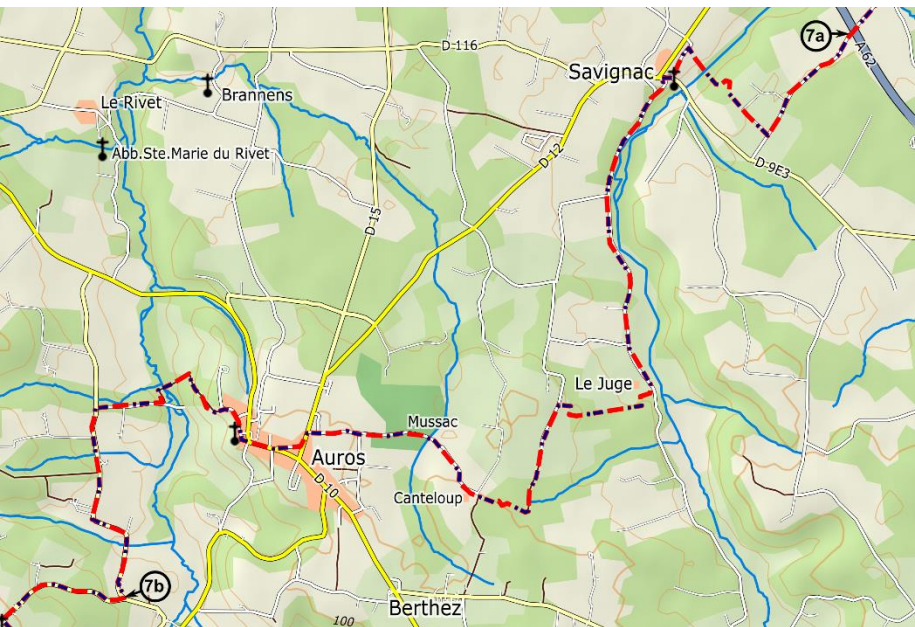 7a
A 62
D-116
Savignac
Brannens
Le Rivet
Abb.Ste.Marie du Rivet
D-12
D-9E3
D-15
Le Juge
Mussac
Auros
D-10
Canteloup
7b
Berthez
100